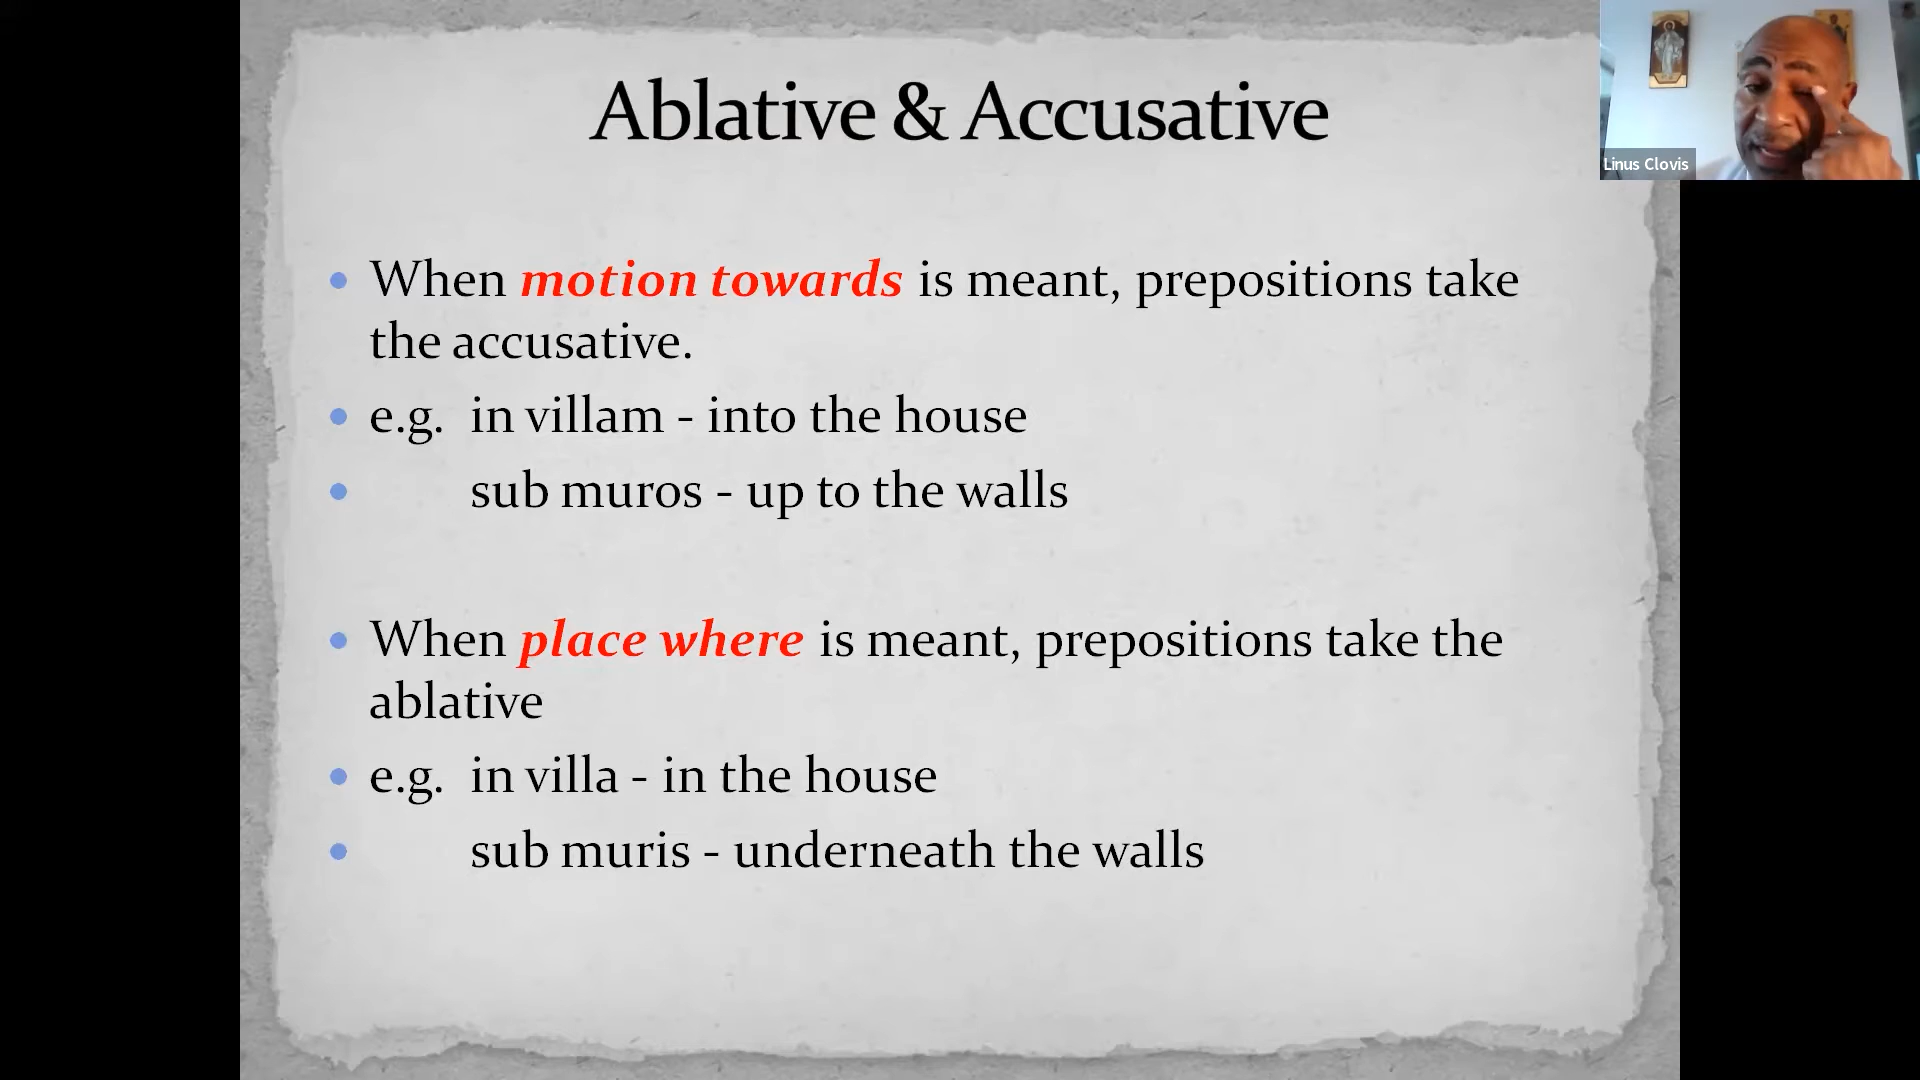 Ablative & Accusative
Linus Clovis
When motion towards is meant, prepositions take
the accusative.
e.g. in villam - into the house
sub muros - up to the walls
When place where is meant, prepositions take the
ablative
e.g. in villa - in the house
sub muris - underneath the walls